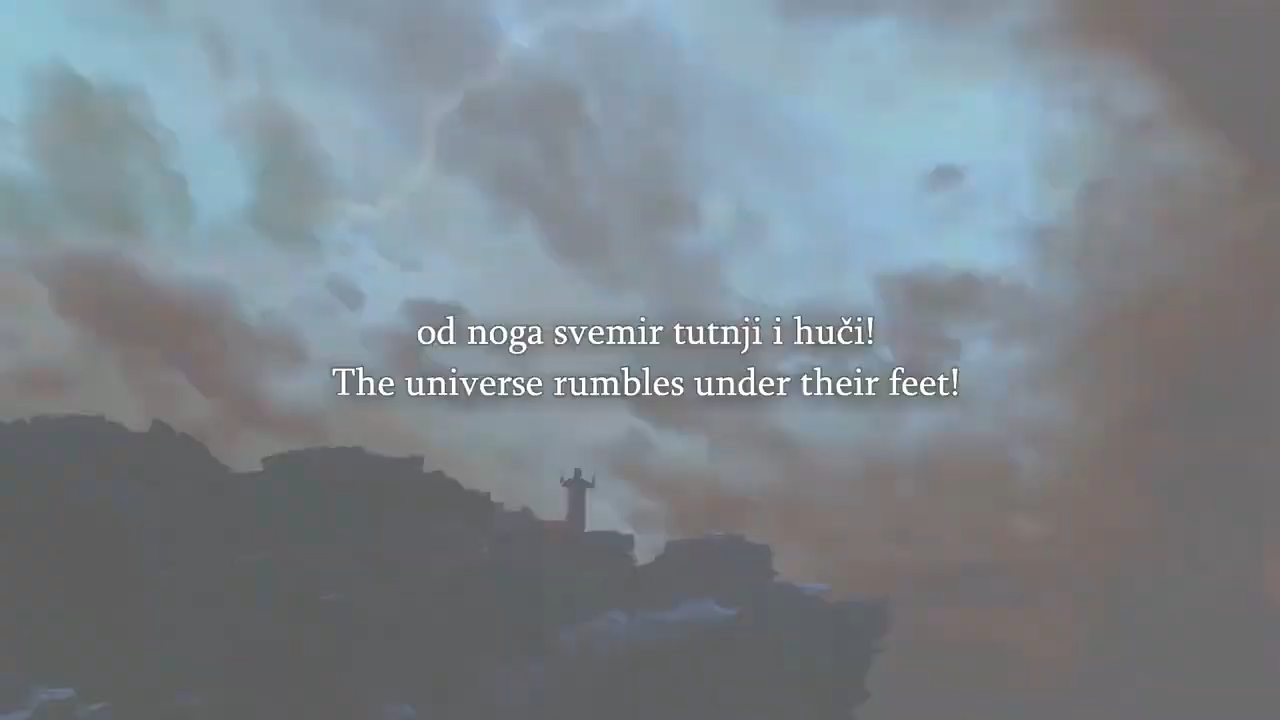 od noga svemir tutnji i huči!
The universe rumbles under their feet!